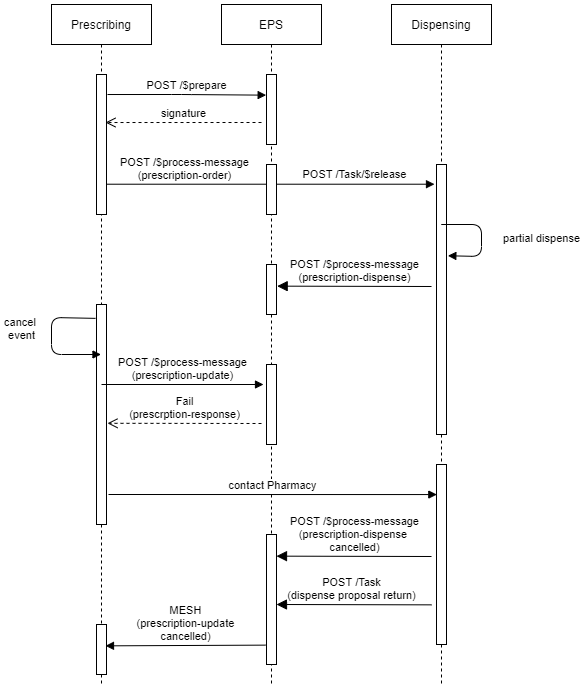 Prescribing
EPS
Dispensing
POST /$prepare
signature
POST /$process-message
(prescription-order)
POST /Task/$release
partial dispense
POST /$process-message
(prescription-dispense)
cancel
event
POST /$process-message
(prescription-update)
Fail
(prescrption-response)
contact Pharmacy
POST /$process-message
(prescription-dispense
cancelled)
POST /Task
(dispense proposal return)
MESH
(prescription-update
cancelled)